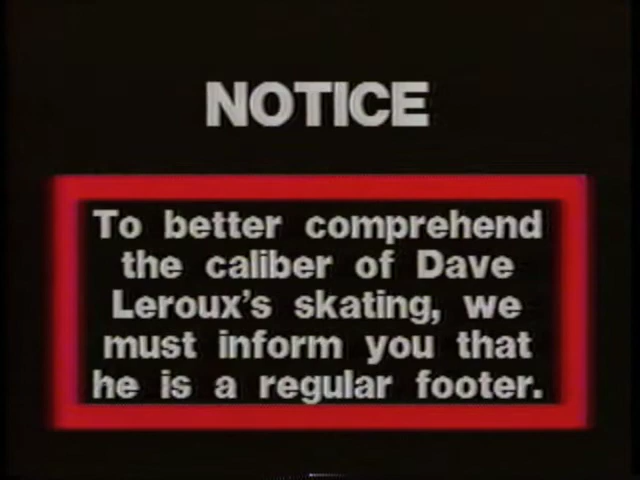 NOTICE
To better comprehend
the caliber of Dave
Leroux's skating, we
must inform you that
he is a regular footer.